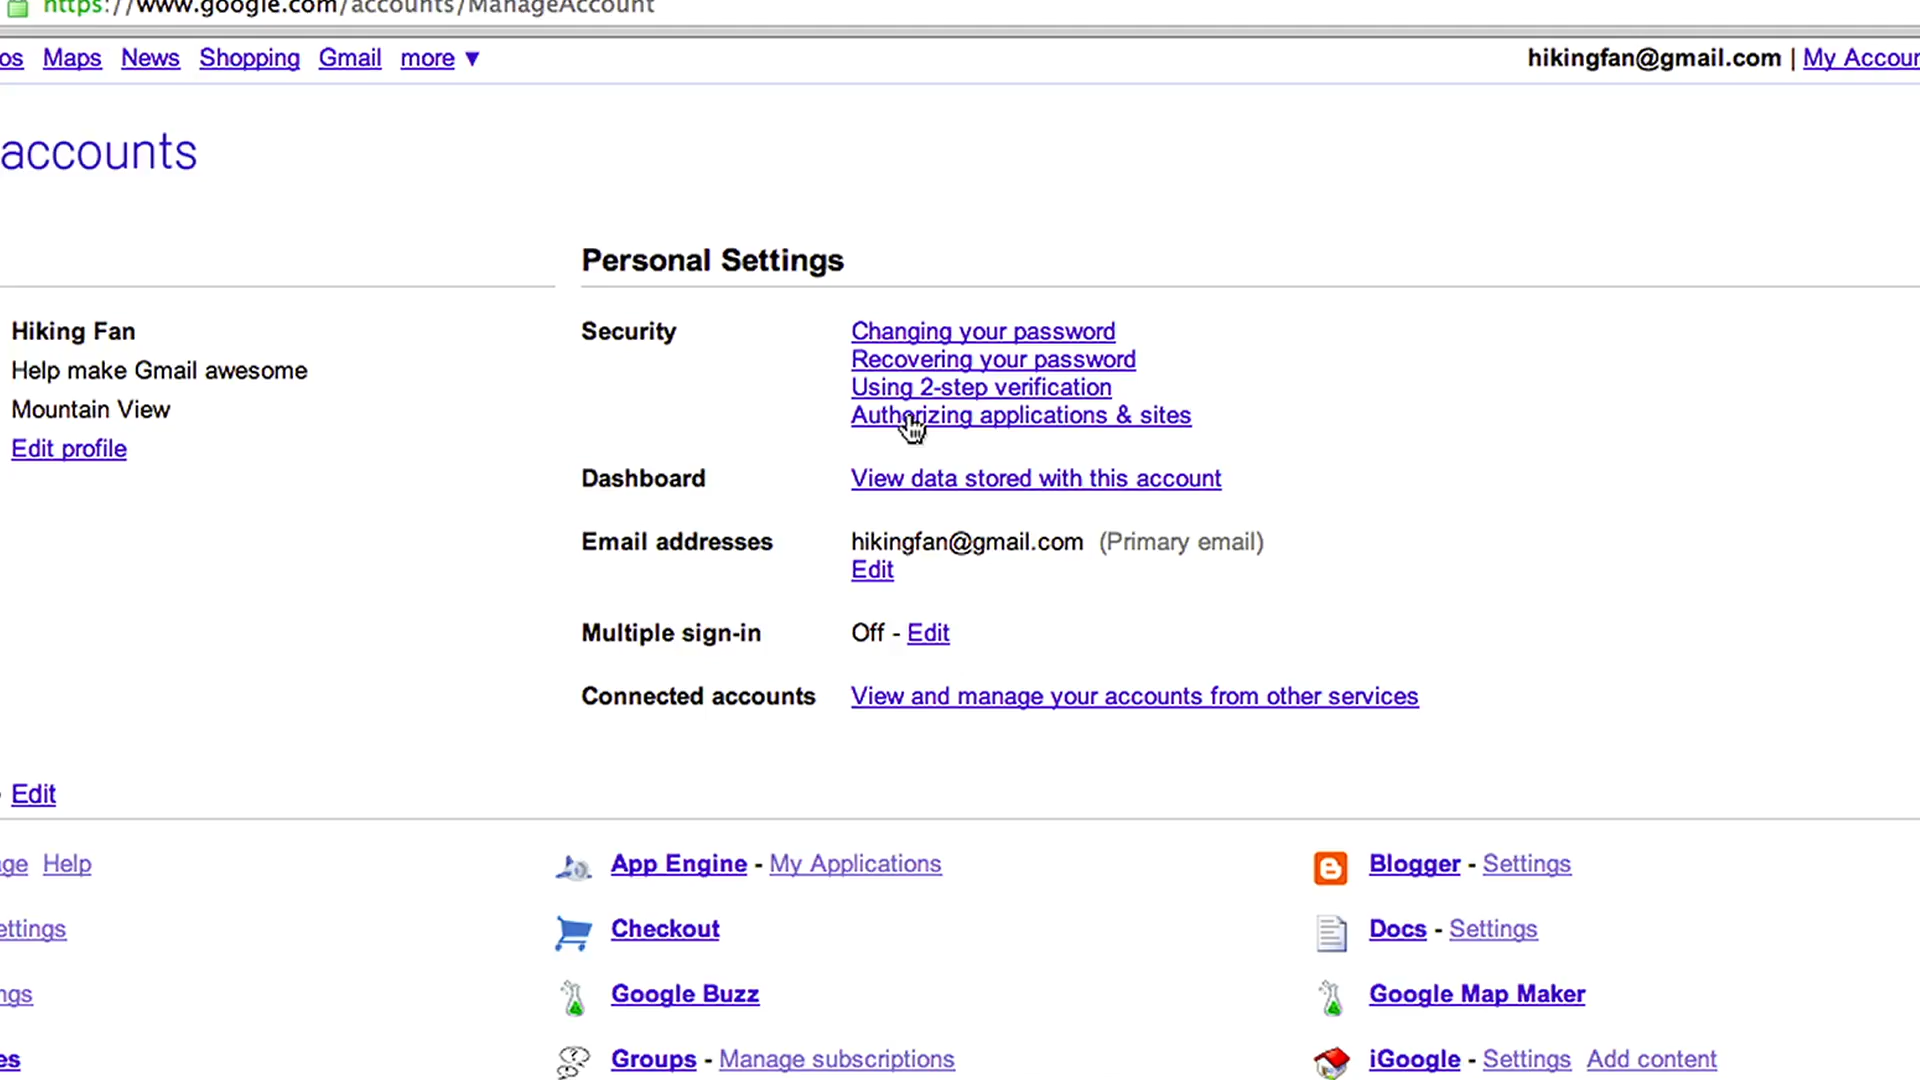 https://www.google.com/accounts/ManageAccount
os Maps News Shopping Gmail more ▼
hikingfan@gmail.com | My Accoun
accounts
Personal Settings
Hiking Fan
Help make Gmail awesome
Mountain View
Edit profile
Security
Changing your password
Recovering your password
Using 2-step verification
Authorizing applications & sites
Dashboard
View data stored with this account
Email addresses
hikingfan@gmail.com (Primary email)
Edit
Multiple sign-in
Off - Edit
Connected accounts
View and manage your accounts from other services
Edit
age Help
App Engine - My Applications
Blogger - Settings
ettings
Checkout
Docs - Settings
ngs
Google Buzz
Google Map Maker
es
Groups - Manage subscriptions
iGoogle - Settings Add content